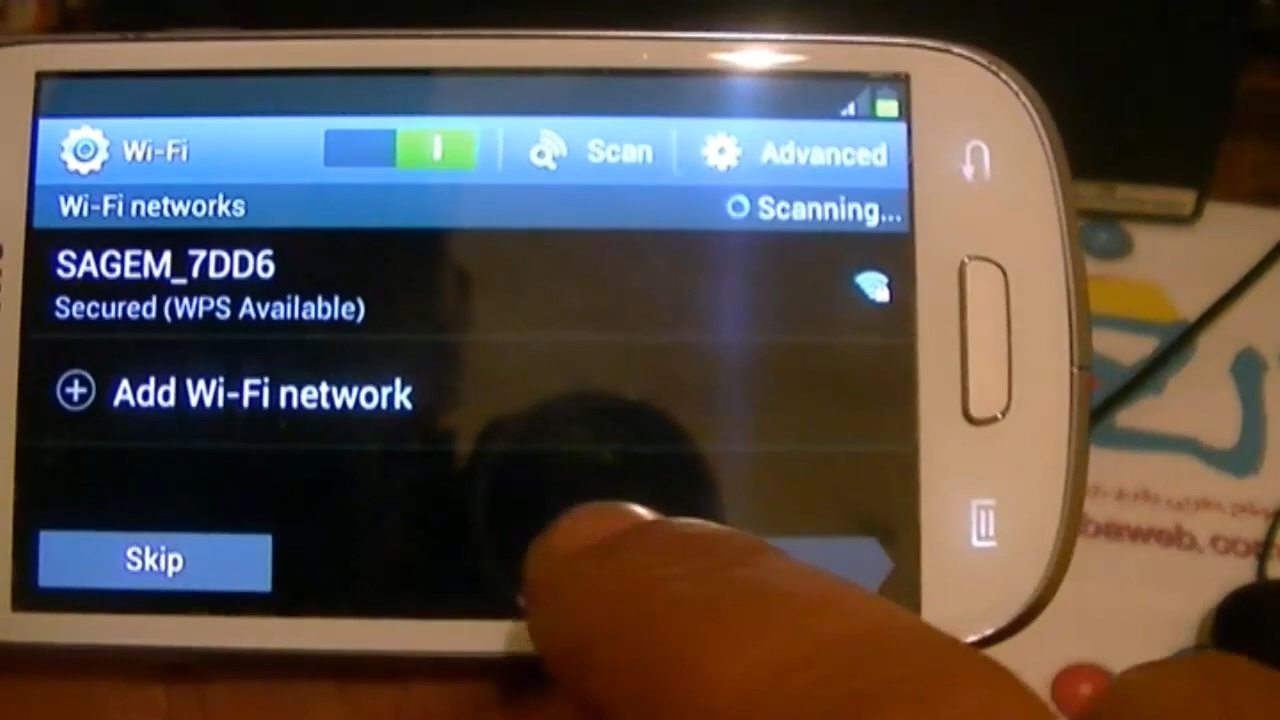 Wi-Fi
Scan
Advanced
Wi-Fi networks
Scanning...
SAGEM_7DD6
Secured (WPS Available)
Add Wi-Fi network
Skip